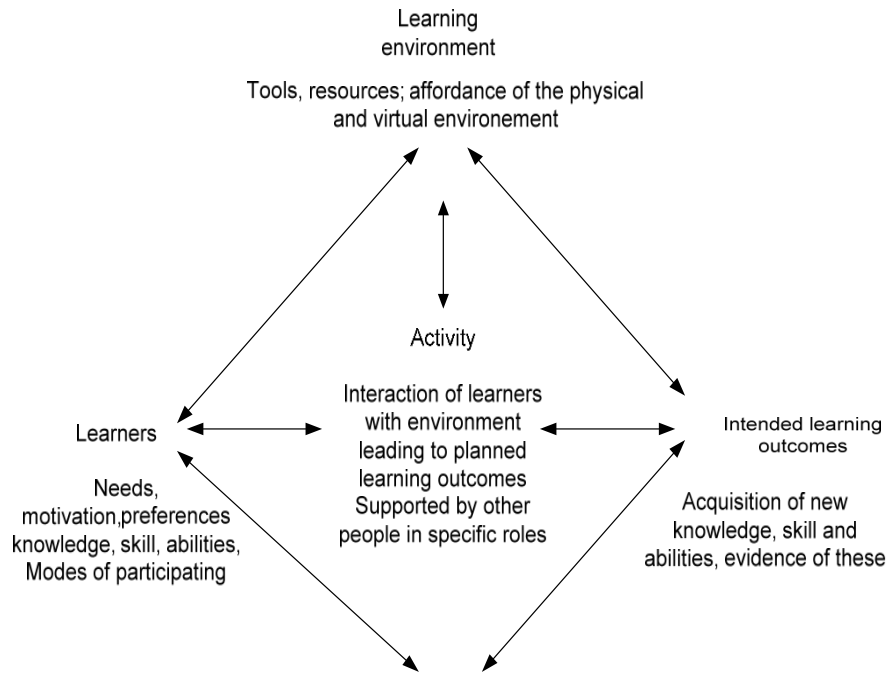 Learning
environment
Tools, resources; affordance of the physical
and virtual environement
Activity
Interaction of learners
with environment
leading to planned
learning outcomes
Supported by other
people in specific roles
Learners
Needs,
motivation,preferences
knowledge, skill, abilities,
Modes of participating
Intended learning
outcomes
Acquisition of new
knowledge, skill and
abilities, evidence of these